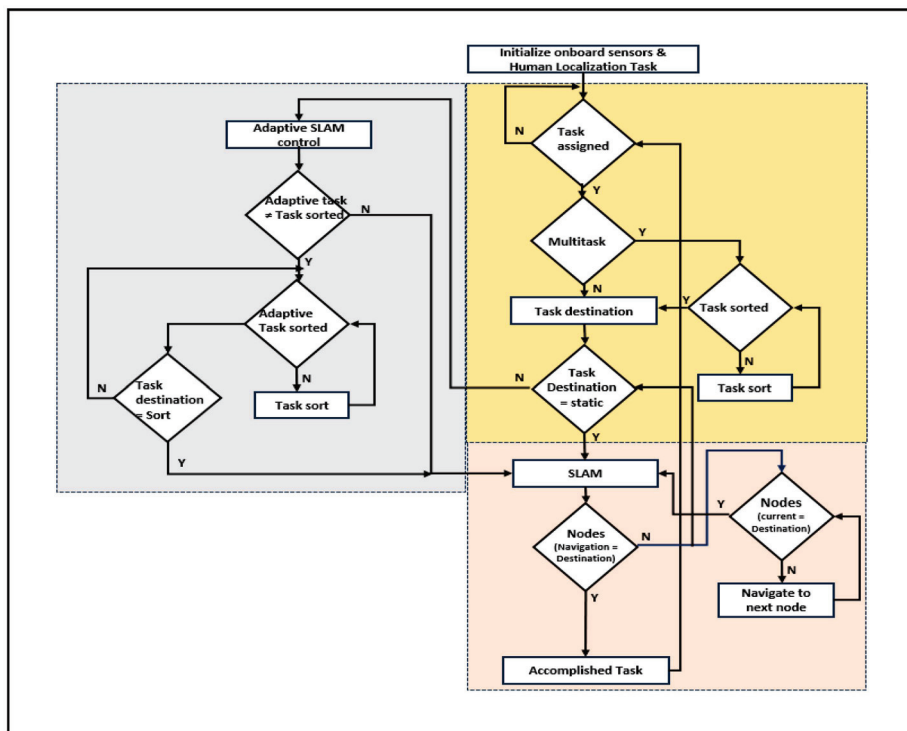 Initialize onboard sensors &
Human Localization Task
Adaptive SLAM
control
N
Task
assigned
Y
Adaptive task
≠ Task sorted
N
Y
Multitask
Y
N
Adaptive
Task sorted
Task destination
Y
Task sorted
N
Task sort
N
Task sort
Task
destination
= Sort
N
Y
N
Task
Destination
= static
Y
SLAM
Nodes
(Navigation =
Destination)
N
Y
Y
Nodes
(current =
Destination)
N
Navigate to
next node
Accomplished Task